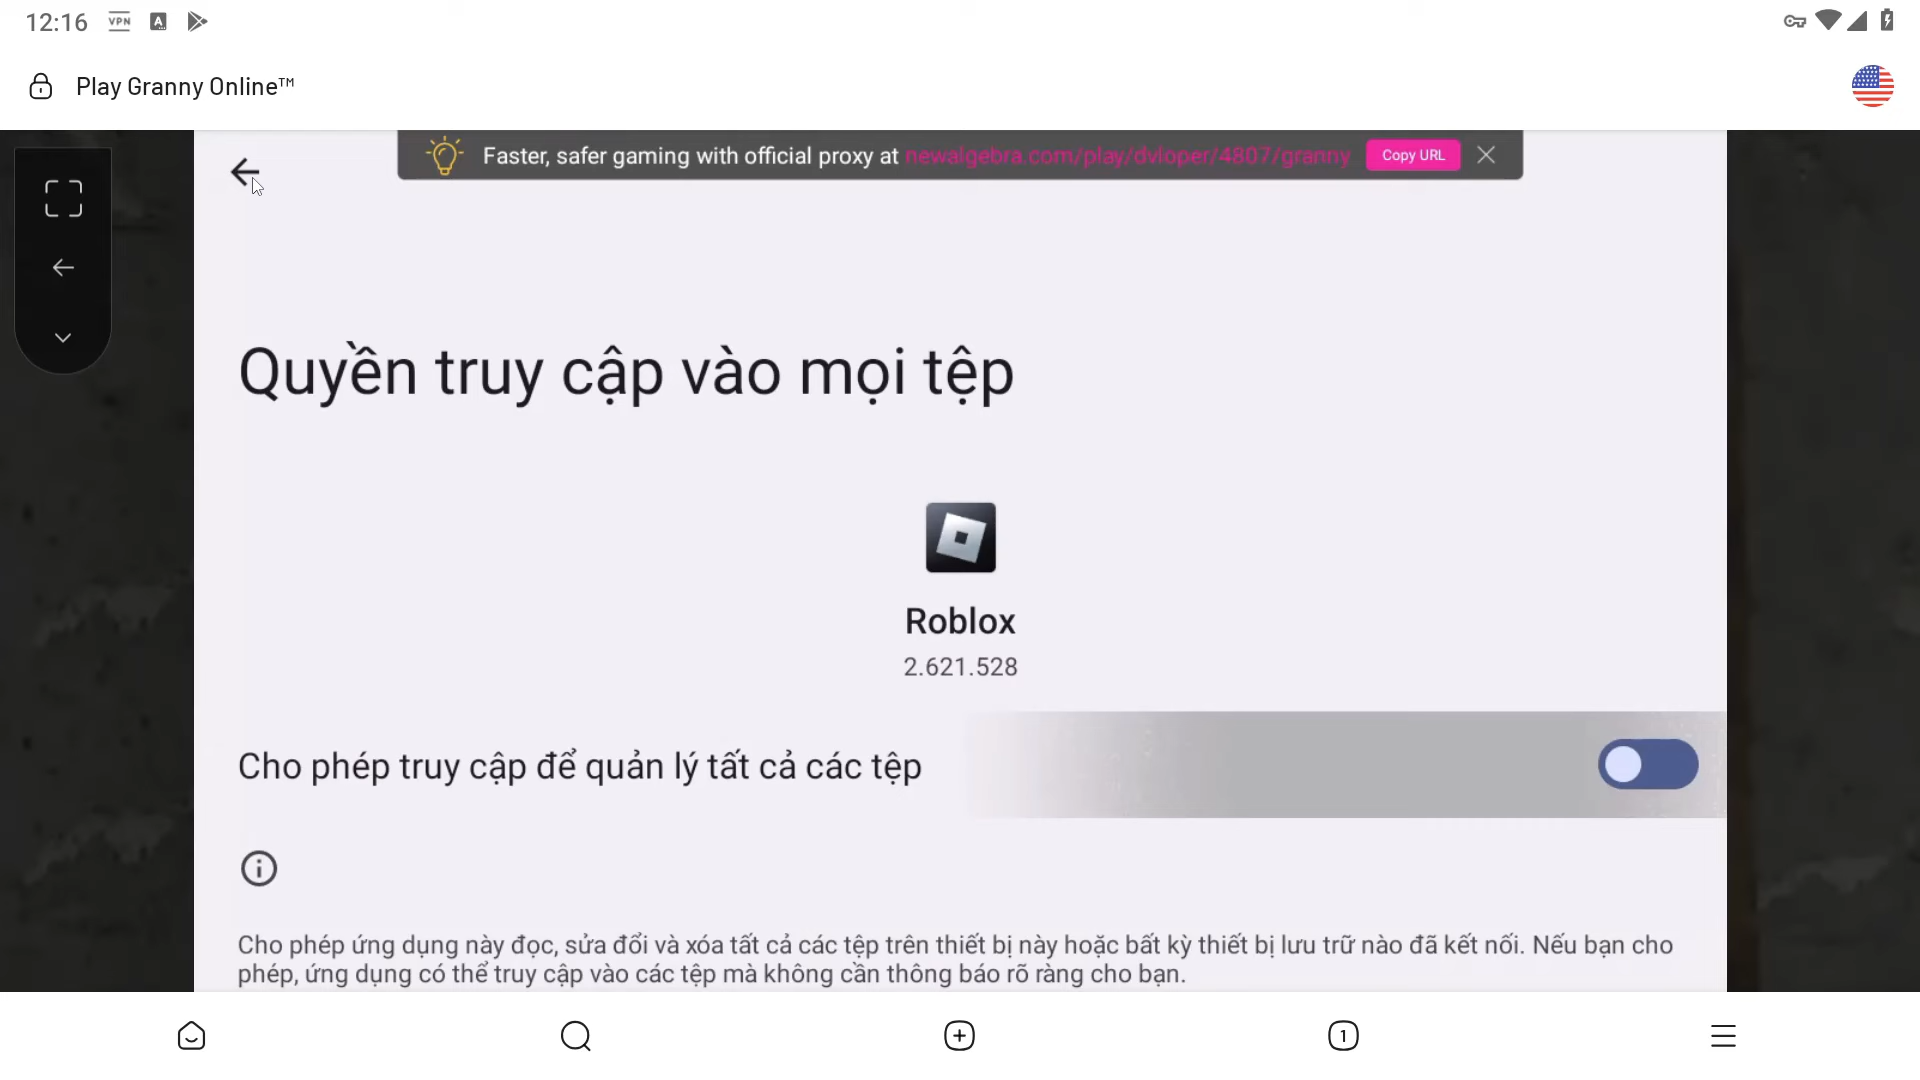 12:16 VPN A
Play Granny Online™
Faster, safer gaming with official proxy at newalgebra.com/play/dvloper/4807/granny Copy URL
Quyền truy cập vào mọi tệp
Roblox
2.621.528
Cho phép truy cập để quản lý tất cả các tệp
Cho phép ứng dụng này đọc, sửa đổi và xóa tất cả các tệp trên thiết bị này hoặc bất kỳ thiết bị lưu trữ nào đã kết nối. Nếu bạn cho
phép, ứng dụng có thể truy cập vào các tệp mà không cần thông báo rõ ràng cho bạn.
1